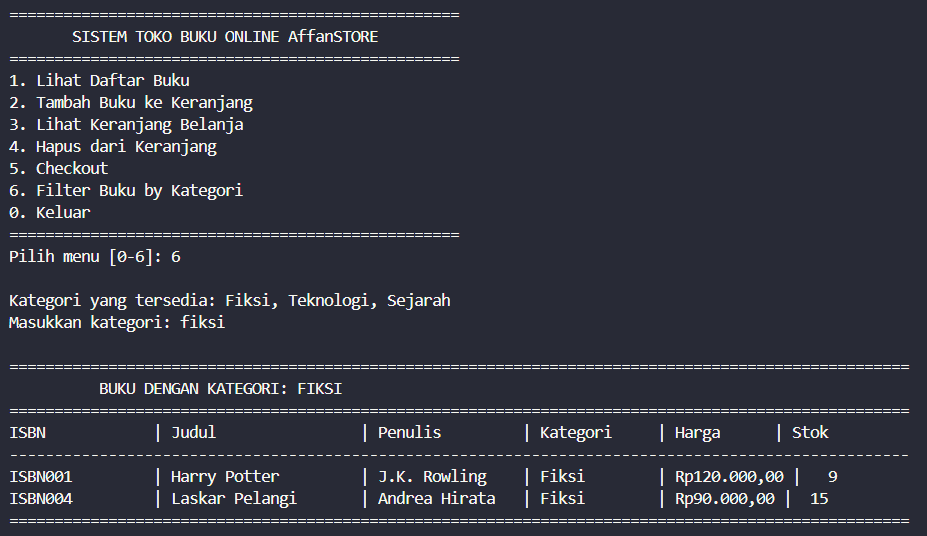 ==================================================
       SISTEM TOKO BUKU ONLINE AffanSTORE
==================================================
1. Lihat Daftar Buku
2. Tambah Buku ke Keranjang
3. Lihat Keranjang Belanja
4. Hapus dari Keranjang
5. Checkout
6. Filter Buku by Kategori
0. Keluar
==================================================
Pilih menu [0-6]: 6

Kategori yang tersedia: Fiksi, Teknologi, Sejarah
Masukkan kategori: fiksi

====================================================================================================
          BUKU DENGAN KATEGORI: FIKSI
====================================================================================================
ISBN            | Judul                | Penulis         | Kategori     | Harga      | Stok
----------------------------------------------------------------------------------------------------
ISBN001         | Harry Potter         | J.K. Rowling    | Fiksi        | Rp120.000,00 |   9
ISBN004         | Laskar Pelangi       | Andrea Hirata   | Fiksi        | Rp90.000,00 |  15
====================================================================================================